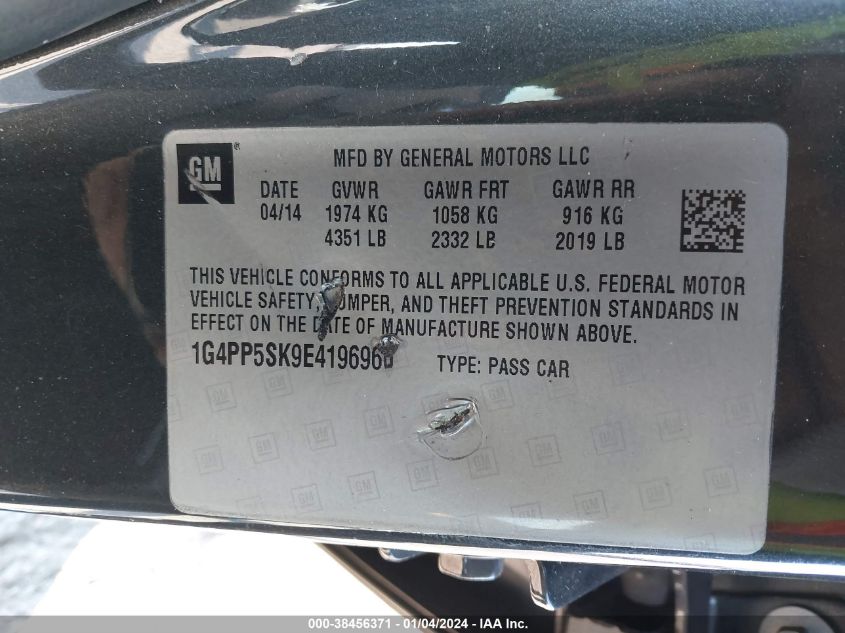 GM
MFD BY GENERAL MOTORS LLC
DATE GVWR GAWR FRT GAWR RR
04/14 1974 KG 1058 KG 916 KG
4351 LB 2332 LB 2019 LB
THIS VEHICLE CONFORMS TO ALL APPLICABLE U.S. FEDERAL MOTOR
VEHICLE SAFETY, BUMPER, AND THEFT PREVENTION STANDARDS IN
EFFECT ON THE DATE OF MANUFACTURE SHOWN ABOVE.
1G4PP5SK9E4196960 TYPE: PASS CAR
000-38456371 - 01/04/2024 - IAA Inc.